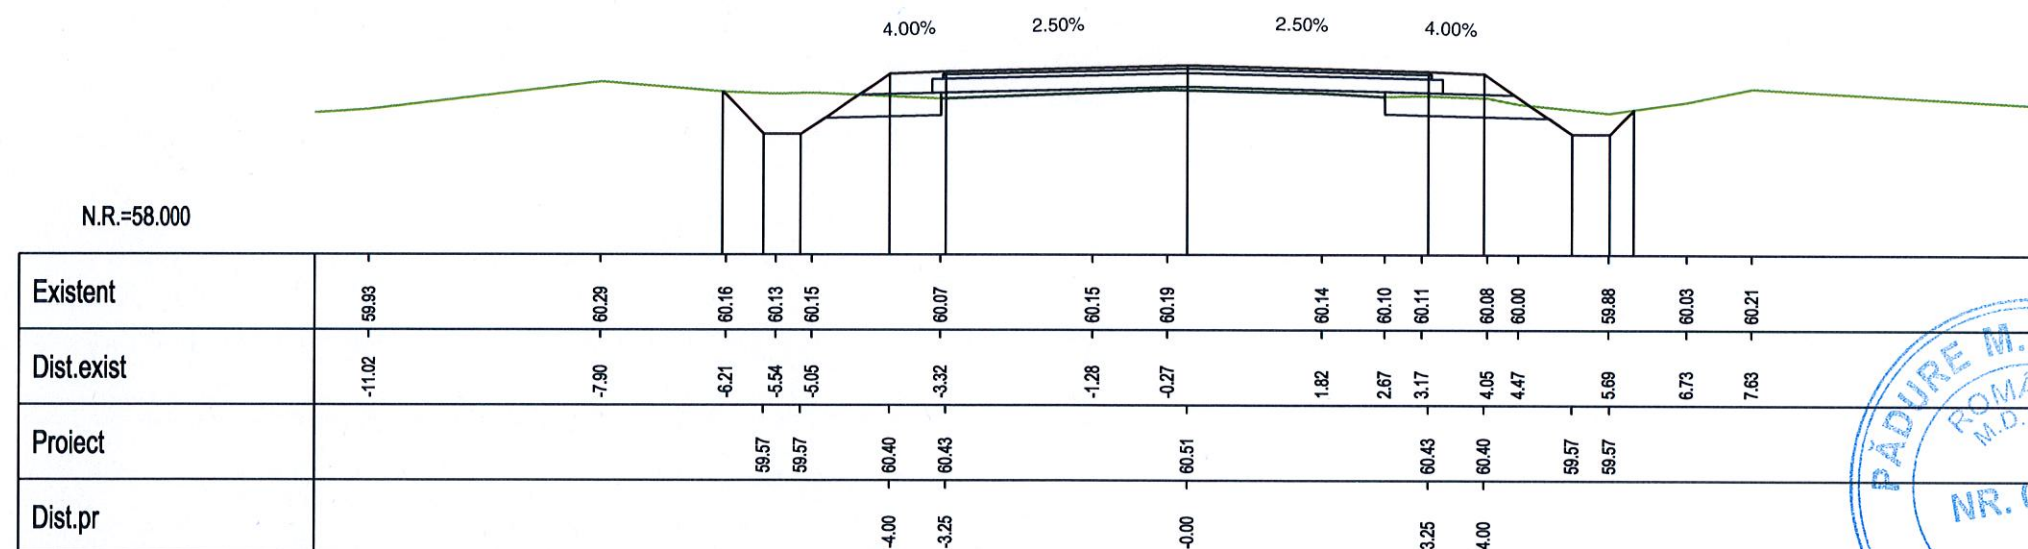 4.00% 2.50% 2.50% 4.00%
N.R.=58.000
Existent 59.93 60.29 60.16 60.13 60.15 60.07 60.15 60.19 60.14 60.10 60.11 60.08 60.00 59.88 60.03 60.21
Dist.exist -11.02 -7.90 -6.21 -5.54 -5.05 -3.32 -1.28 -0.27 1.82 2.67 3.17 4.05 4.47 5.69 6.73 7.63
Proiect 59.57 59.57 60.40 60.43 60.51 60.43 60.40 59.57 59.57
Dist.pr -4.00 -3.25 -0.00 3.25 4.00
PĂDURE M.
ROMÂ
M.D.
NR.